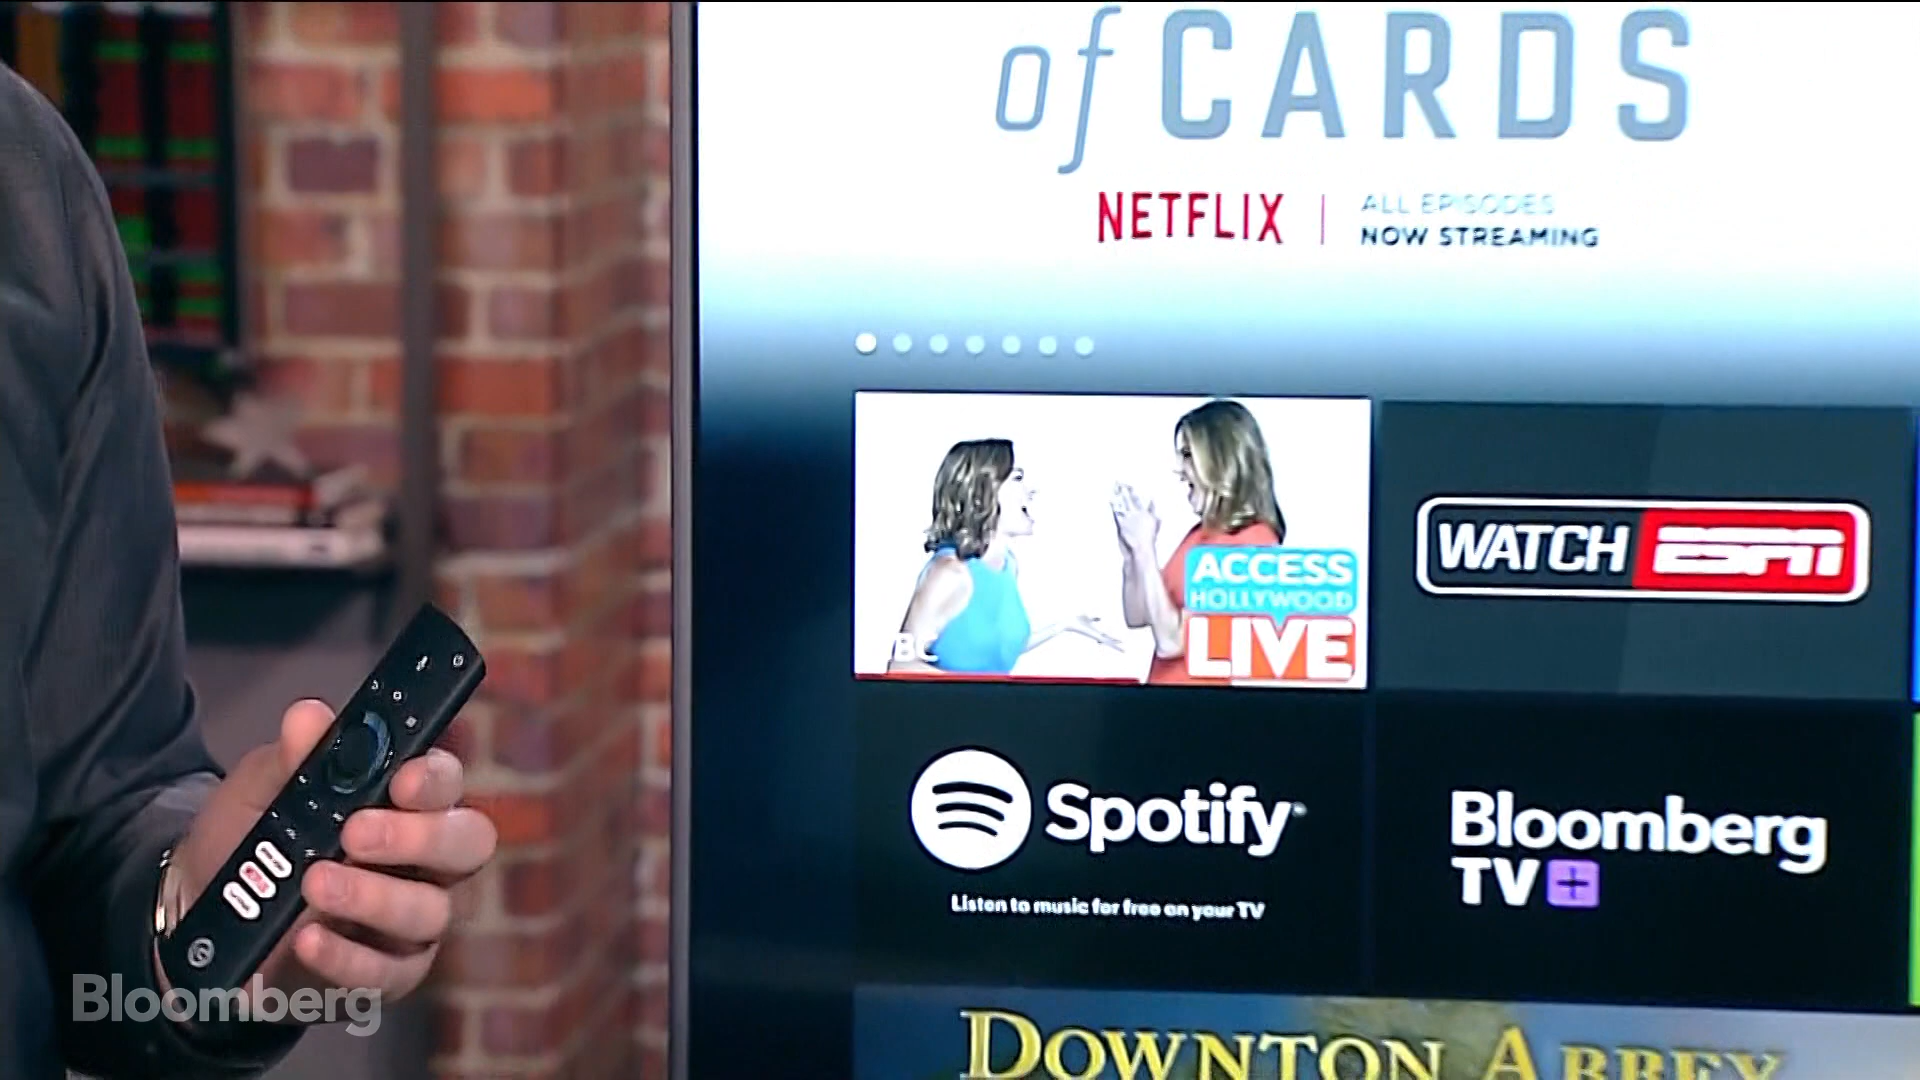 of CARDS
NETFLIX
ALL EPISODES
NOW STREAMING
ACCESS
HOLLYWOOD
LIVE
WATCH ESPN
Spotify
Listen to music for free on your TV
Bloomberg
TV+
DOWNTON ABBEY
Bloomberg